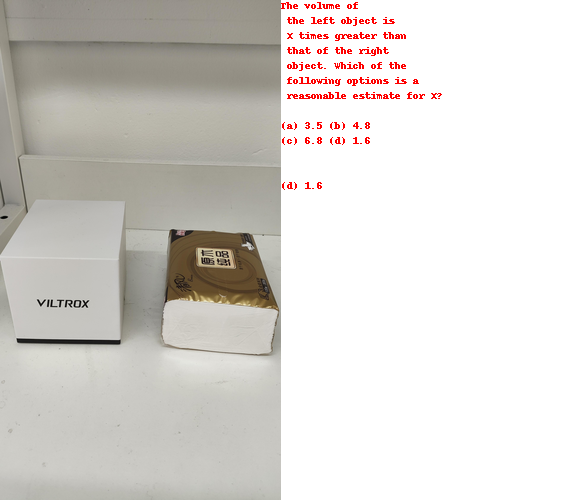 The volume of
the left object is
X times greater than
that of the right
object. Which of the
following options is a
reasonable estimate for X?
(a) 3.5 (b) 4.8
(c) 6.8 (d) 1.6
(d) 1.6
VILTROX